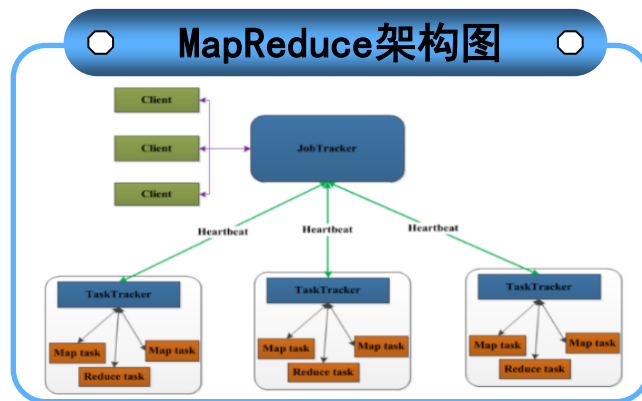 MapReduce架构图
Client
Client
JobTracker
Client
Heartbeat
Heartbeat
Heartbeat
TaskTracker
Map task
Map task
Reduce task
TaskTracker
Map task
Map task
Reduce task
TaskTracker
Map task
Map task
Reduce task